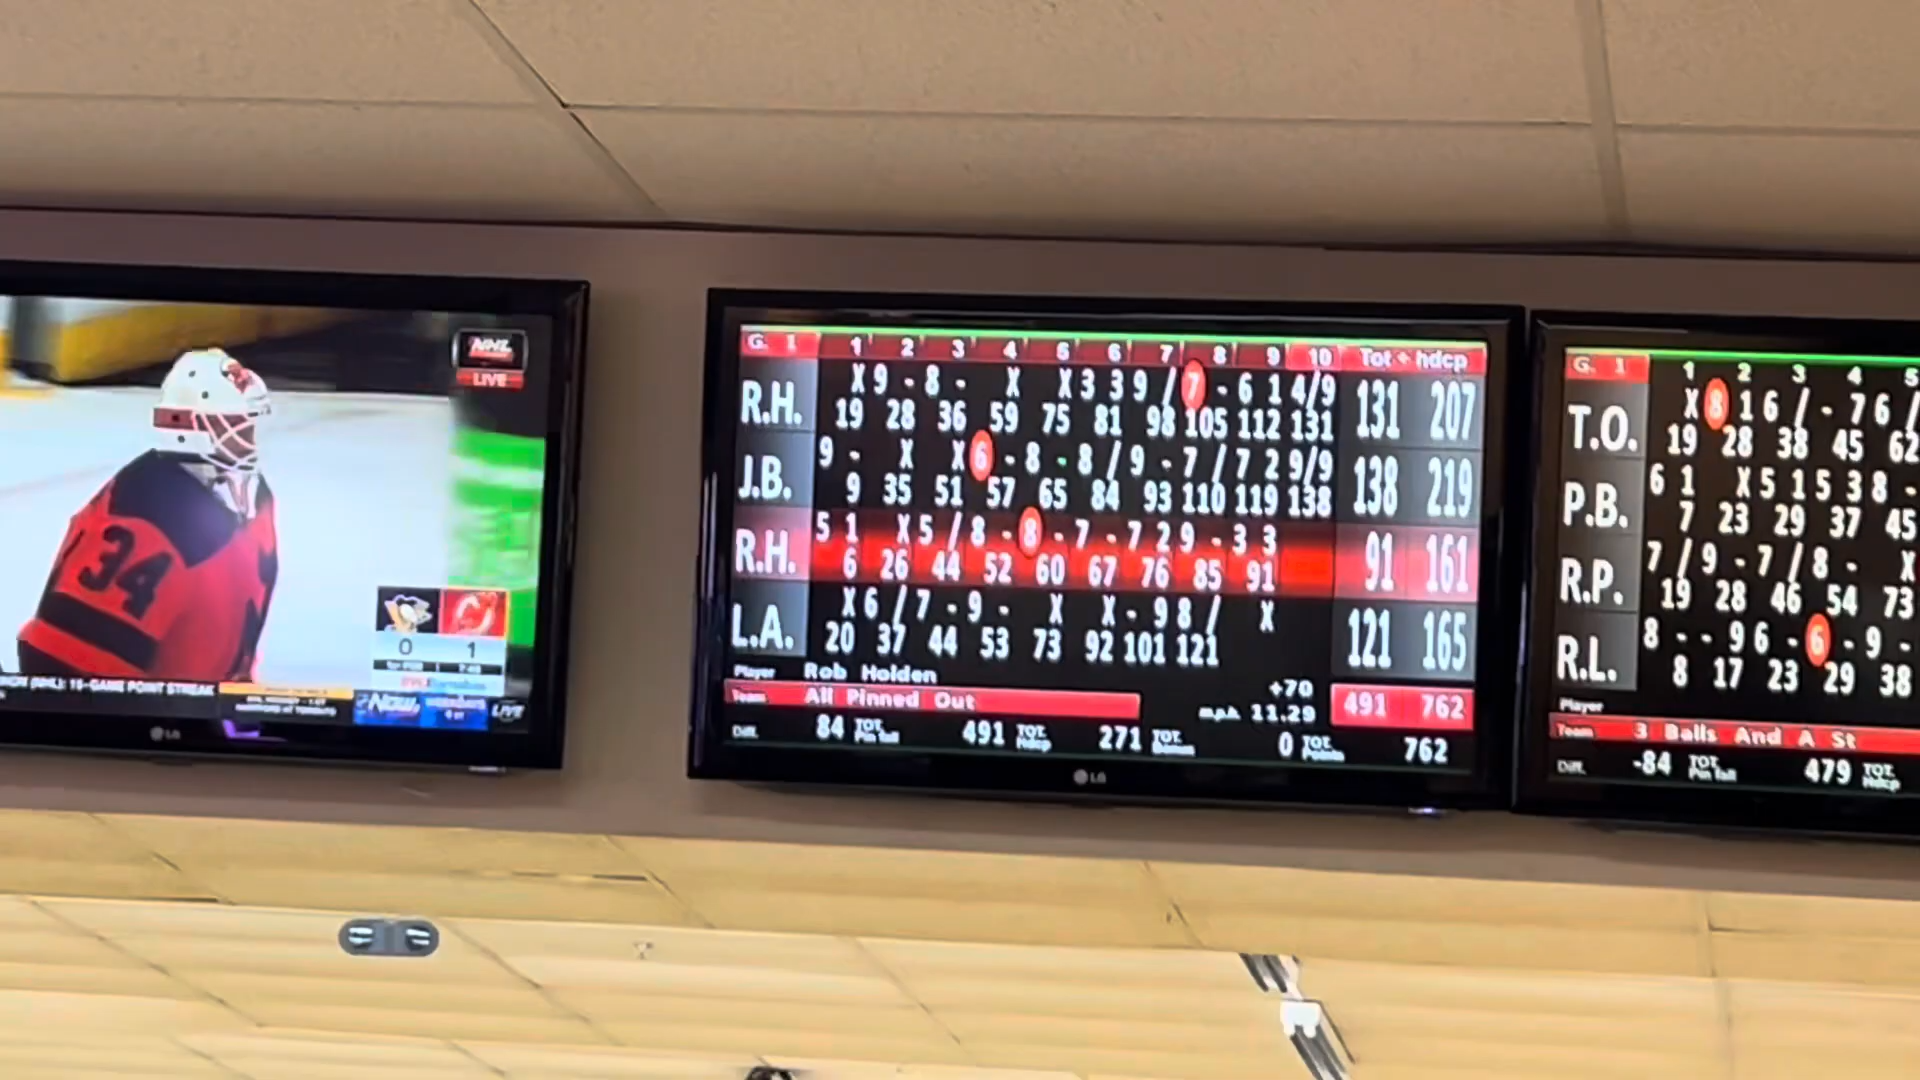 NHL
LIVE
34
0 1
(NHL): 15-GAME POINT STREAK
NOW
LIVE
LG
G. 1 1 2 3 4 5 6 7 8 9 10 Tot + hdcp
R.H. X 9 - 8 - X X 3 3 9 / 7 - 6 1 4 / 9 131 207
19 28 36 59 75 81 98 105 112 131
J.B. 9 - X X 6 - 8 - 8 / 9 - 7 / 7 2 9 / 9 138 219
9 35 51 57 65 84 93 110 119 138
R.H. 5 1 X 5 / 8 - 8 - 7 - 7 2 9 - 3 3 91 161
6 26 44 52 60 67 76 85 91
L.A. X 6 / 7 - 9 - X X - 9 8 / X 121 165
20 37 44 53 73 92 101 121
Player Rob Holden +70
Team All Pinned Out mph 11.29 491 762
Diff. 84 TOT. Pin fall 491 TOT. Hdcp 271 TOT. Bonus 0 TOT. Points 762
LG
G. 1 1 2 3 4 5
T.O. X 8 1 6 / - 7 6 /
19 28 38 45 62
P.B. 6 1 X 5 1 5 3 8 -
7 23 29 37 45
R.P. 7 / 9 - 7 / 8 - X
19 28 46 54 73
R.L. 8 - - 9 6 - 6 - 9 -
8 17 23 29 38
Player
Team 3 Balls And A St
Diff. -84 TOT. Pin fall 479 TOT. Hdcp